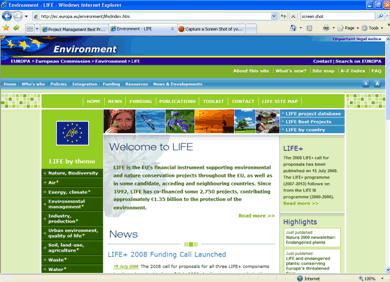 Environment - LIFE - Windows Internet Explorer
http://ec.europa.eu/environment/life/index.htm
screen shot
Project Management Best Pr
Environment - LIFE
Capture a Screen Shot of yo
Page
Tools
Important legal notice
Environment
EUROPA > European Commission > Environment > LIFE
Contact | Search on EUROPA
About this site
What's new?
Site map
A-Z Index
FAQ
Home
Who's who
Policies
Integration
Funding
Resources
News & Developments
HOME
NEWS
FUNDING
PUBLICATIONS
TOOLKIT
CONTACT
LIFE SITE MAP
LIFE project database
LIFE Best Projects
LIFE by country
LIFE by theme
Nature, Biodiversity
Air
Energy, climate
Environmental management
Industry, production
Urban environment, quality of life
Soil, land-use, agriculture
Waste
Water
Welcome to LIFE
LIFE is the EU's financial instrument supporting environmental
and nature conservation projects throughout the EU, as well as
in some candidate, acceding and neighbouring countries. Since
1992, LIFE has co-financed some 2,750 projects, contributing
approximately €1.35 billion to the protection of the
environment.
Read more >>
News
LIFE+ 2008 Funding Call Launched
15 July 2008 The 2008 call for proposals for all three LIFE+ components
LIFE+
The 2008 LIFE+ call for
proposals has been
published on 15 July 2008.
The LIFE+ programme
(2007-2013) follows on
from the LIFE III
programme (2000-2006).
Read more >>
Highlights
Just published
Natura 2000 newsletter:
Endangered plants
Just published
LIFE and endangered
plants: conserving
Europe's threatened
Internet
100%